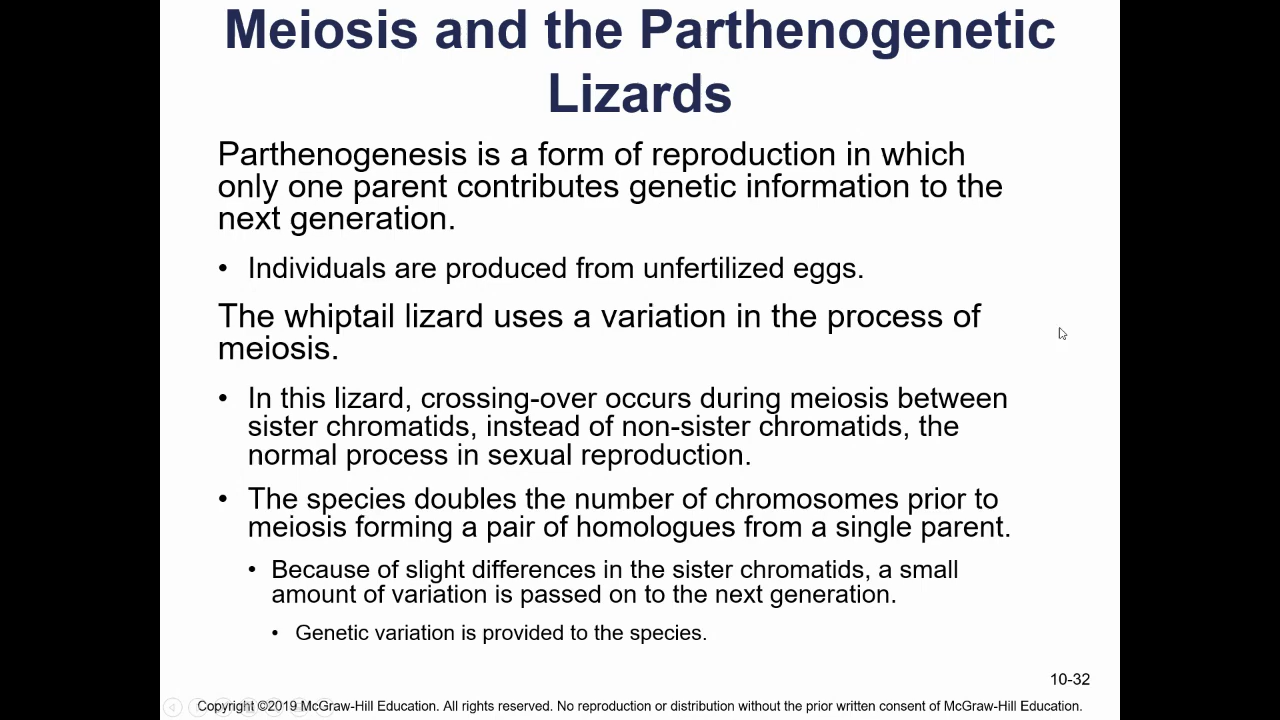 Meiosis and the Parthenogenetic
Lizards
Parthenogenesis is a form of reproduction in which
only one parent contributes genetic information to the
next generation.
• Individuals are produced from unfertilized eggs.
The whiptail lizard uses a variation in the process of
meiosis.
• In this lizard, crossing-over occurs during meiosis between
sister chromatids, instead of non-sister chromatids, the
normal process in sexual reproduction.
• The species doubles the number of chromosomes prior to
meiosis forming a pair of homologues from a single parent.
• Because of slight differences in the sister chromatids, a small
amount of variation is passed on to the next generation.
• Genetic variation is provided to the species.
10-32
Copyright ©2019 McGraw-Hill Education. All rights reserved. No reproduction or distribution without the prior written consent of McGraw-Hill Education.